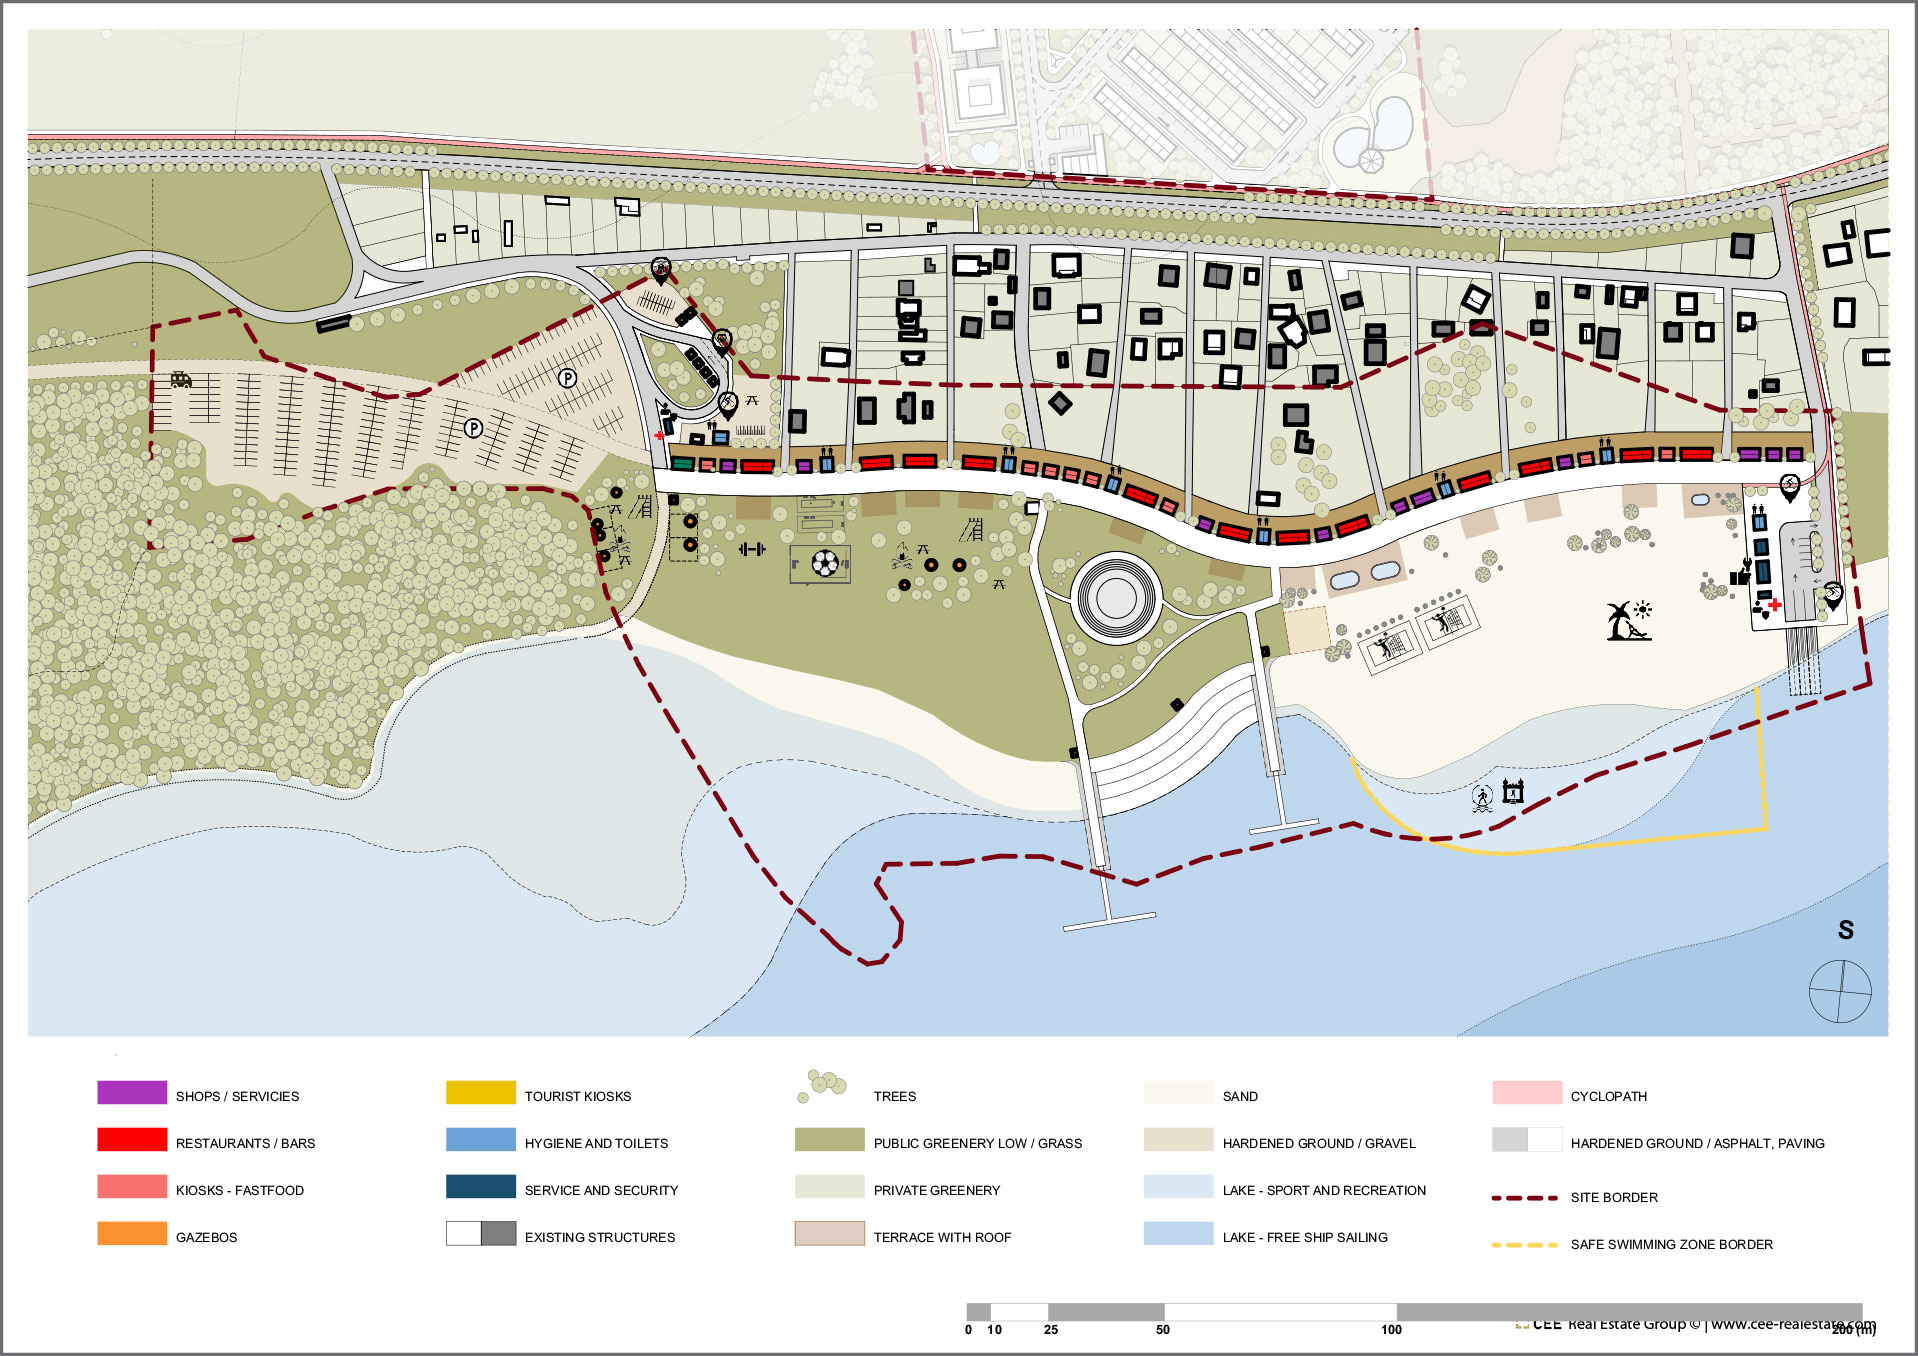 P
P
S
SHOPS / SERVICIES
TOURIST KIOSKS
TREES
SAND
CYCLOPATH
RESTAURANTS / BARS
HYGIENE AND TOILETS
PUBLIC GREENERY LOW / GRASS
HARDENED GROUND / GRAVEL
HARDENED GROUND / ASPHALT, PAVING
KIOSKS - FASTFOOD
SERVICE AND SECURITY
PRIVATE GREENERY
LAKE - SPORT AND RECREATION
SITE BORDER
GAZEBOS
EXISTING STRUCTURES
TERRACE WITH ROOF
LAKE - FREE SHIP SAILING
SAFE SWIMMING ZONE BORDER
0 10 25 50 100 200 (m)
CEE Real Estate Group © | www.cee-realestate.com